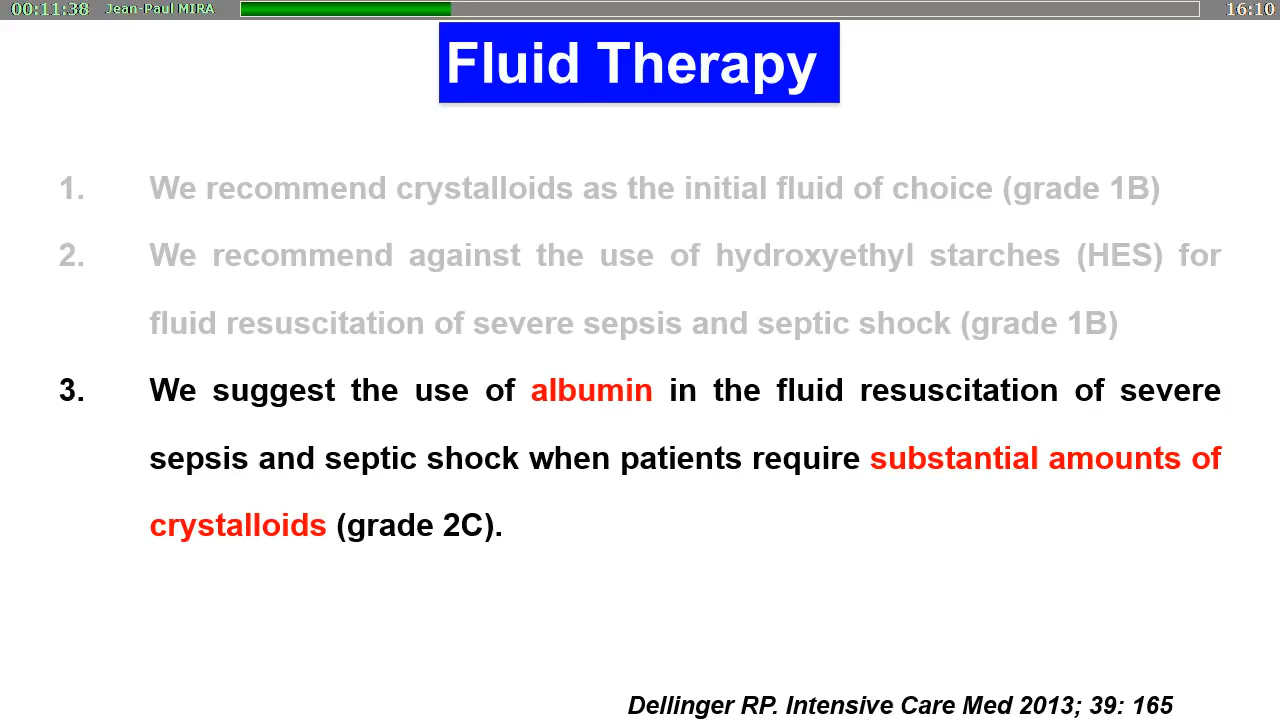 00:11:38 Jean-Paul MIRA 16:10
Fluid Therapy
1. We recommend crystalloids as the initial fluid of choice (grade 1B)
2. We recommend against the use of hydroxyethyl starches (HES) for
fluid resuscitation of severe sepsis and septic shock (grade 1B)
3. We suggest the use of albumin in the fluid resuscitation of severe
sepsis and septic shock when patients require substantial amounts of
crystalloids (grade 2C).
Dellinger RP. Intensive Care Med 2013; 39: 165